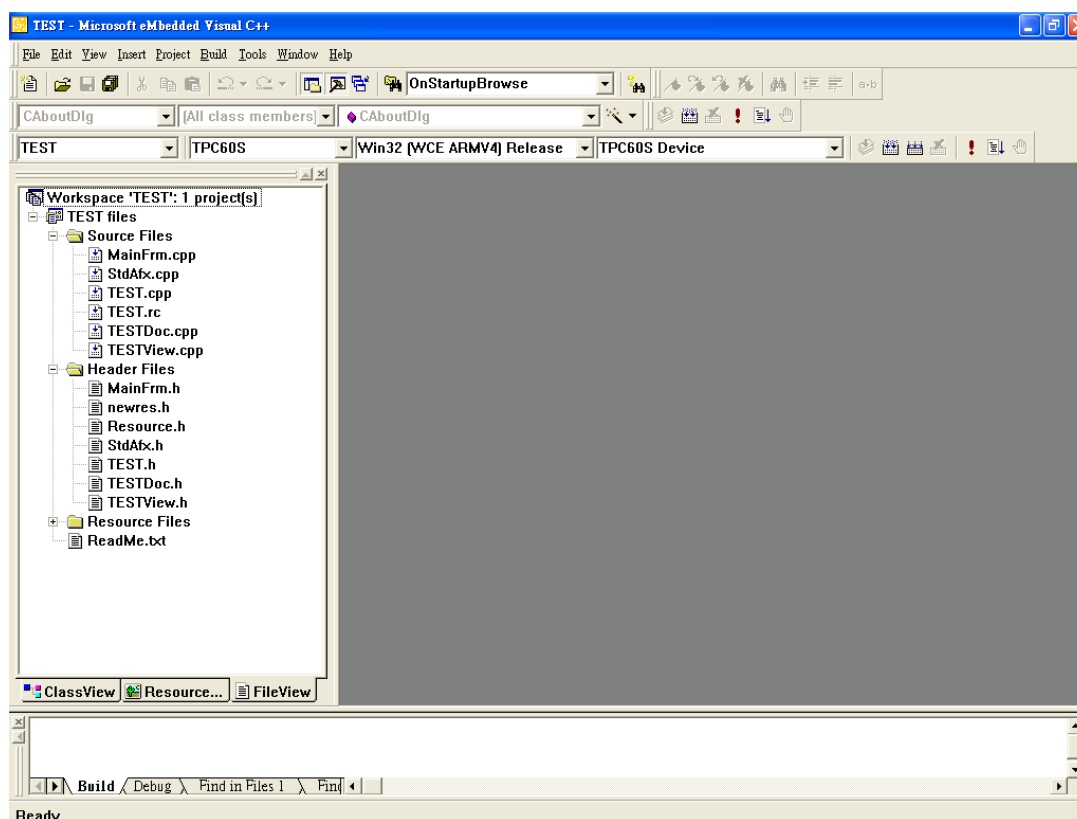 TEST - Microsoft eMbedded Visual C++
File Edit View Insert Project Build Tools Window Help
OnStartupBrowse
a+b
CAboutDlg [All class members] CAboutDlg
TEST TPC60S Win32 (WCE ARMV4) Release TPC60S Device
Workspace 'TEST': 1 project(s)
TEST files
Source Files
MainFrm.cpp
StdAfx.cpp
TEST.cpp
TEST.rc
TESTDoc.cpp
TESTView.cpp
Header Files
MainFrm.h
newres.h
Resource.h
StdAfx.h
TEST.h
TESTDoc.h
TESTView.h
Resource Files
ReadMe.txt
ClassView Resource... FileView
Build Debug Find in Files 1 Find
Ready